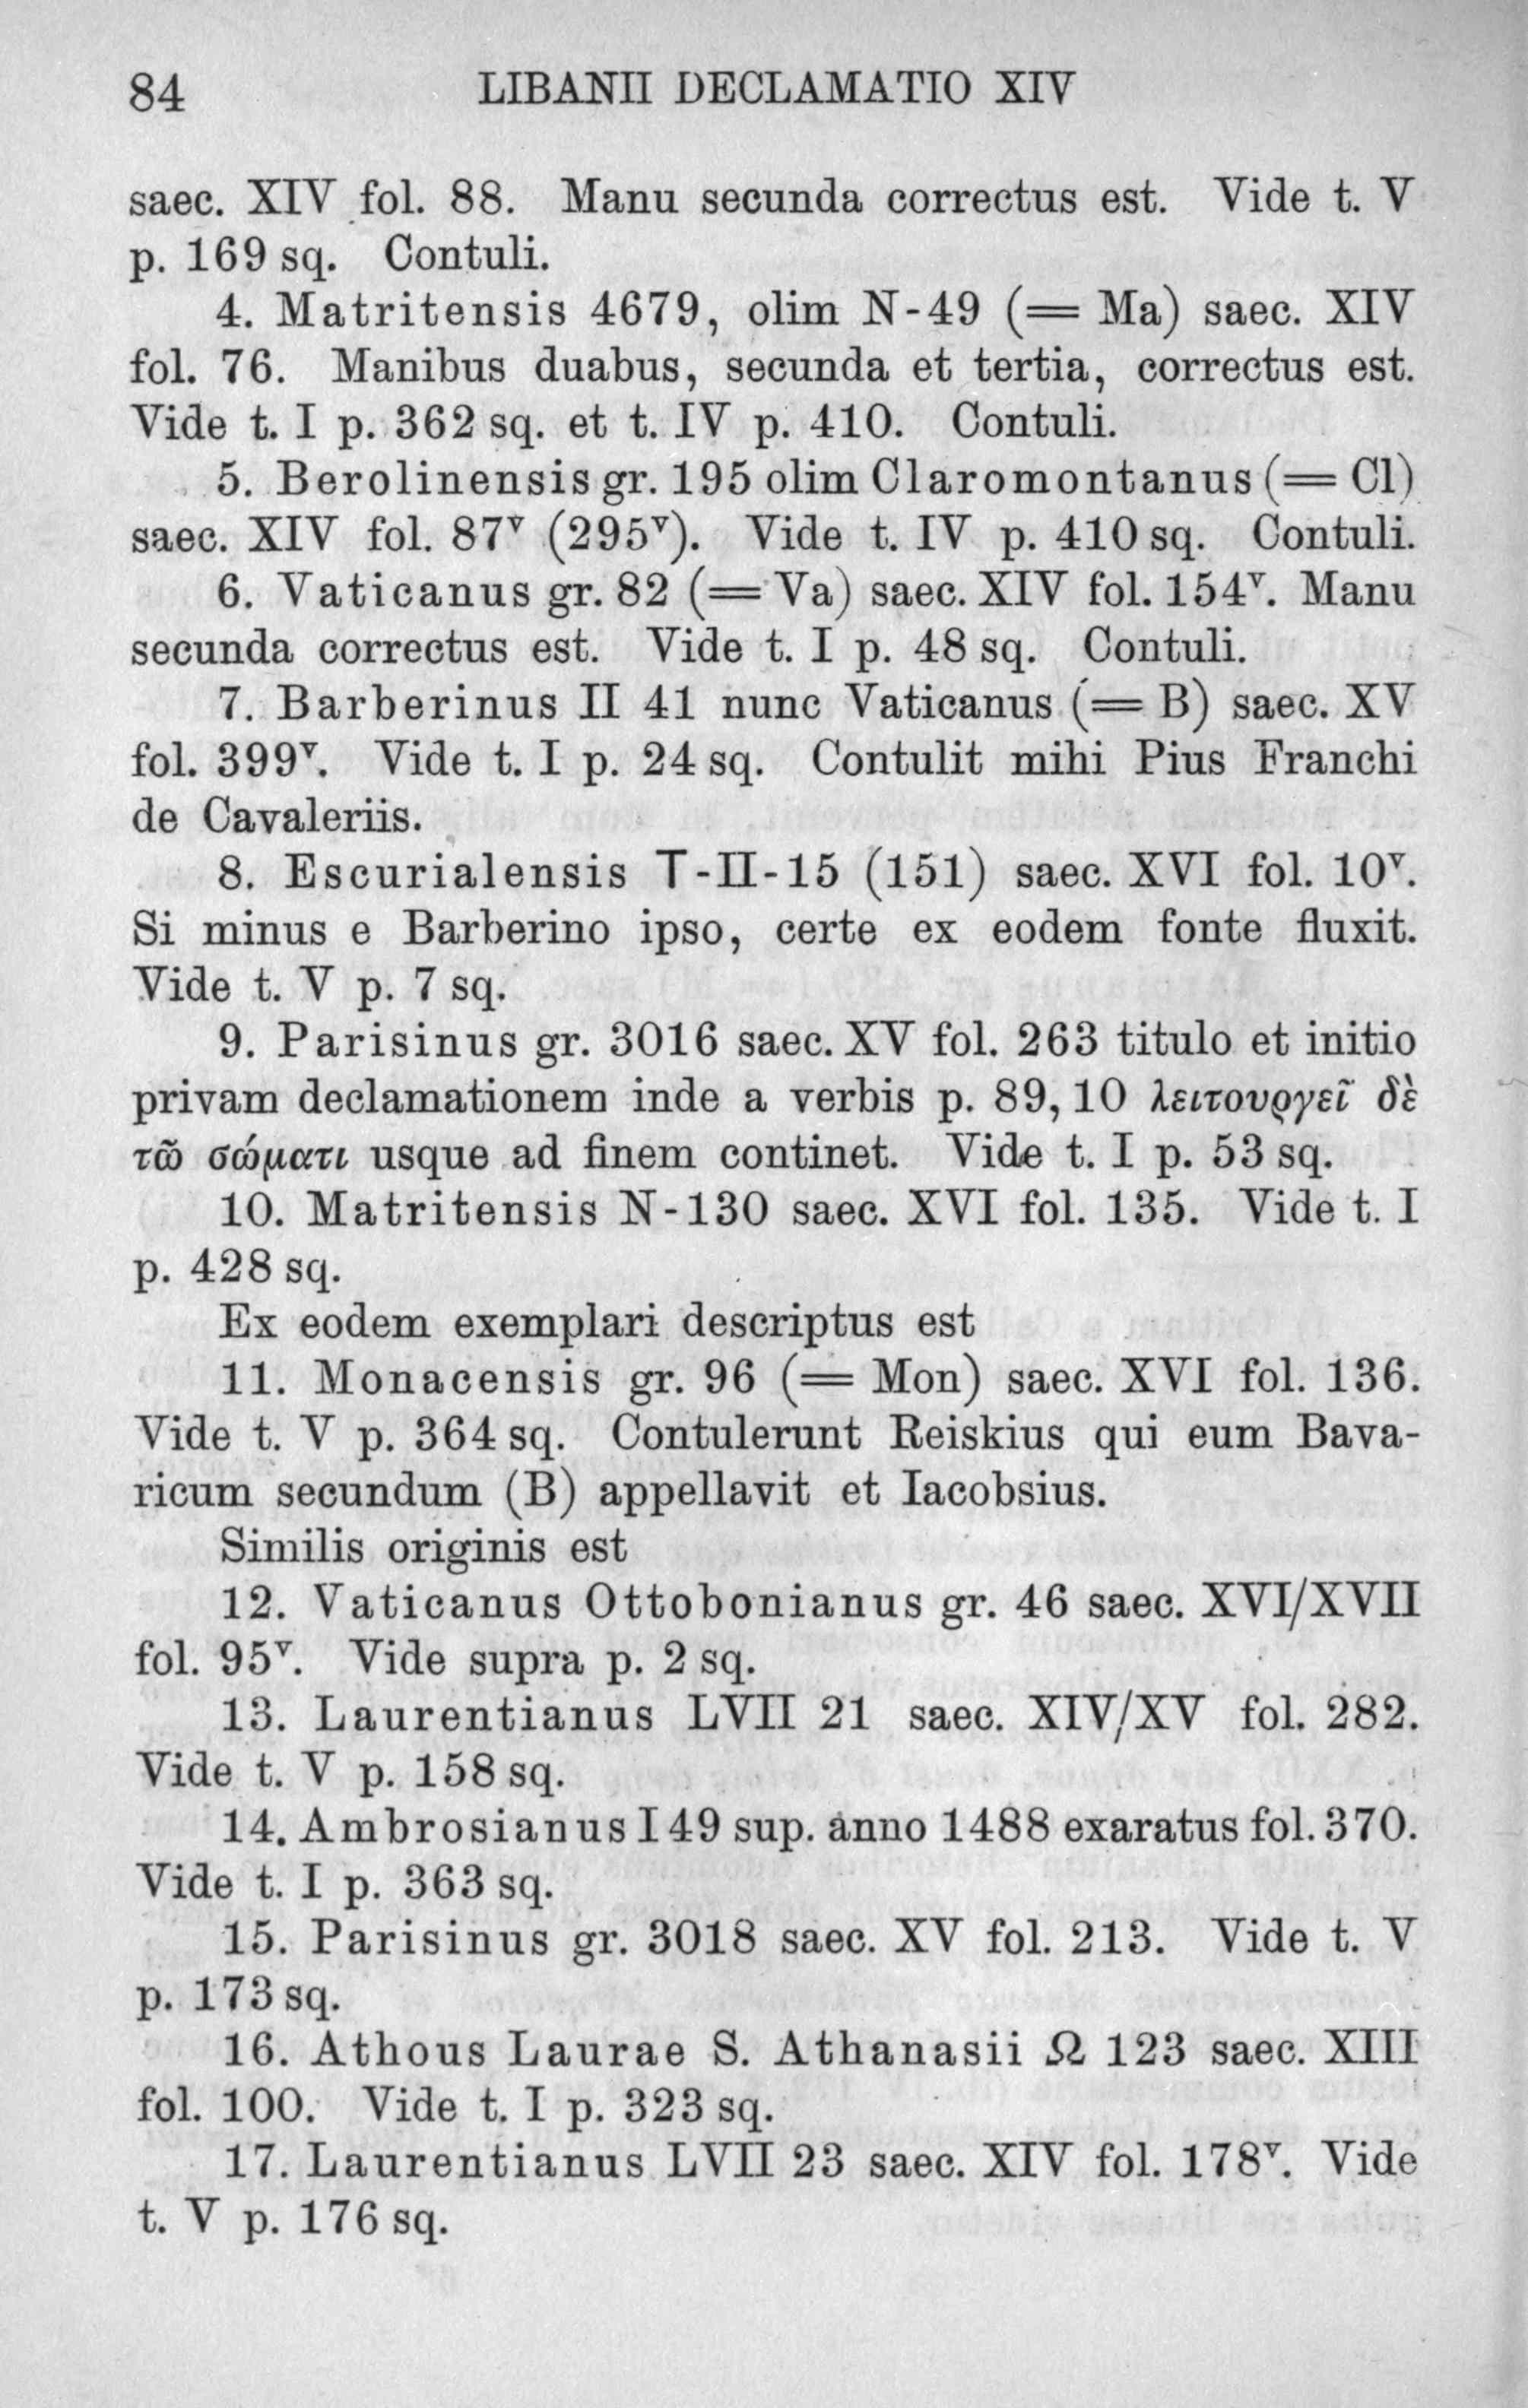 84 LIBANII DECLAMATIO XIV
saec. XIV fol. 88. Manu secunda correctus est. Vide t. V
p. 169 sq. Contuli.
4. Matritensis 4679, olim N-49 (= Ma) saec. XIV
fol. 76. Manibus duabus, secunda et tertia, correctus est.
Vide t. I p. 362 sq. et t. IV p. 410. Contuli.
5. Berolinensis gr. 195 olim Claromontanus (= Cl)
saec. XIV fol. 87ᵛ (295ᵛ). Vide t. IV p. 410 sq. Contuli.
6. Vaticanus gr. 82 (= Va) saec. XIV fol. 154ᵛ. Manu
secunda correctus est. Vide t. I p. 48 sq. Contuli.
7. Barberinus II 41 nunc Vaticanus (= B) saec. XV
fol. 399ᵛ. Vide t. I p. 24 sq. Contulit mihi Pius Franchi
de Cavaleriis.
8. Escurialensis T-II-15 (151) saec. XVI fol. 10ᵛ.
Si minus e Barberino ipso, certe ex eodem fonte fluxit.
Vide t. V p. 7 sq.
9. Parisinus gr. 3016 saec. XV fol. 263 titulo et initio
privam declamationem inde a verbis p. 89, 10 λειτουργεῖ δὲ
τῶ σώματι usque ad finem continet. Vide t. I p. 53 sq.
10. Matritensis N-130 saec. XVI fol. 135. Vide t. I
p. 428 sq.
Ex eodem exemplari descriptus est
11. Monacensis gr. 96 (= Mon) saec. XVI fol. 136.
Vide t. V p. 364 sq. Contulerunt Reiskius qui eum Bava-
ricum secundum (B) appellavit et Iacobsius.
Similis originis est
12. Vaticanus Ottobonianus gr. 46 saec. XVI/XVII
fol. 95ᵛ. Vide supra p. 2 sq.
13. Laurentianus LVII 21 saec. XIV/XV fol. 282.
Vide t. V p. 158 sq.
14. Ambrosianus I 49 sup. anno 1488 exaratus fol. 370.
Vide t. I p. 363 sq.
15. Parisinus gr. 3018 saec. XV fol. 213. Vide t. V
p. 173 sq.
16. Athous Laurae S. Athanasii Ω 123 saec. XIII
fol. 100. Vide t. I p. 323 sq.
17. Laurentianus LVII 23 saec. XIV fol. 178ᵛ. Vide
t. V p. 176 sq.